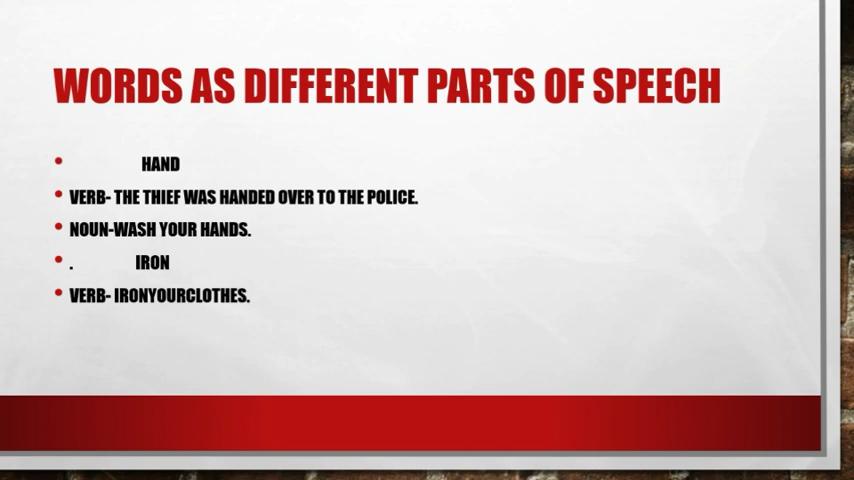 WORDS AS DIFFERENT PARTS OF SPEECH
• HAND
• VERB- THE THIEF WAS HANDED OVER TO THE POLICE.
• NOUN-WASH YOUR HANDS.
• . IRON
• VERB- IRONYOURCLOTHES.